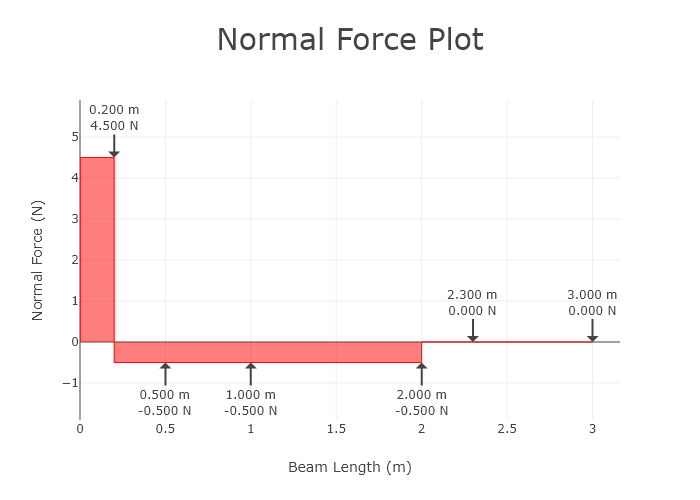 Normal Force Plot
0.200 m
4.500 N
5
4
3
2
1
0
−1
Normal Force (N)
2.300 m
0.000 N
3.000 m
0.000 N
0.500 m
-0.500 N
1.000 m
-0.500 N
2.000 m
-0.500 N
0
0.5
1
1.5
2
2.5
3
Beam Length (m)